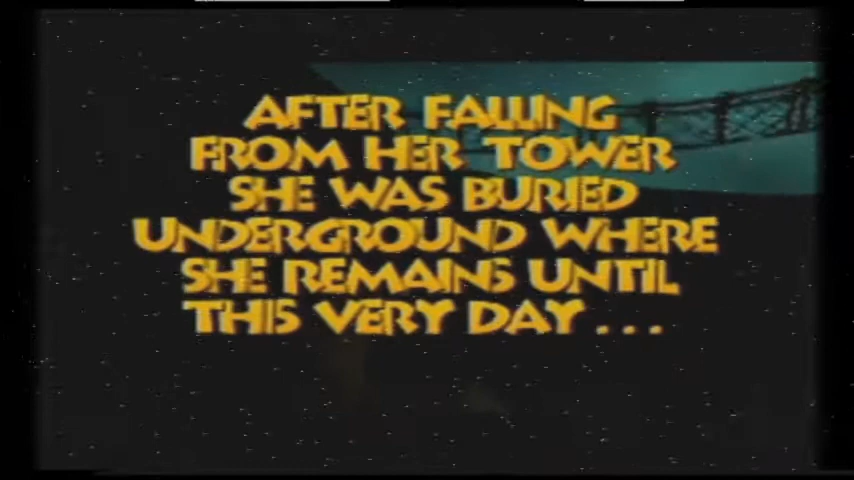 AFTER FALLING
FROM HER TOWER
SHE WAS BURIED
UNDERGROUND WHERE
SHE REMAINS UNTIL
THIS VERY DAY...